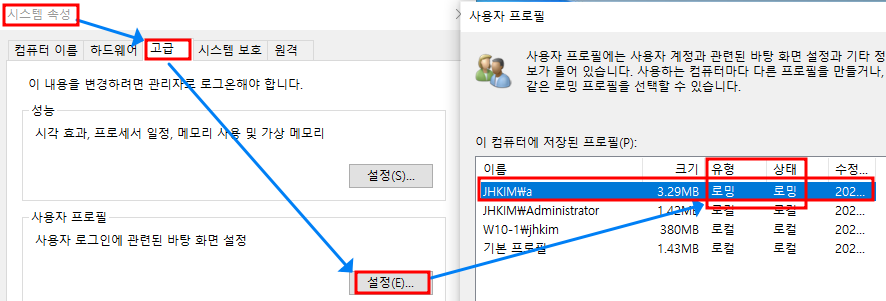 시스템 속성
컴퓨터 이름 하드웨어 고급 시스템 보호 원격
이 내용을 변경하려면 관리자로 로그온해야 합니다.
성능
시각 효과, 프로세서 일정, 메모리 사용 및 가상 메모리
설정(S)...
사용자 프로필
사용자 로그인에 관련된 바탕 화면 설정
설정(E)...
사용자 프로필
사용자 프로필에는 사용자 계정과 관련된 바탕 화면 설정과 기타 정
보가 들어 있습니다. 사용하는 컴퓨터마다 다른 프로필을 만들거나,
같은 로밍 프로필을 선택할 수 있습니다.
이 컴퓨터에 저장된 프로필(P):
이름 크기 유형 상태 수정...
JHKIM₩a 3.29MB 로밍 로밍 202...
JHKIM₩Administrator 1.42MB 로컬 로컬 202...
W10-1₩jhkim 380MB 로컬 로컬 202...
기본 프로필 1.43MB 로컬 로컬 202...